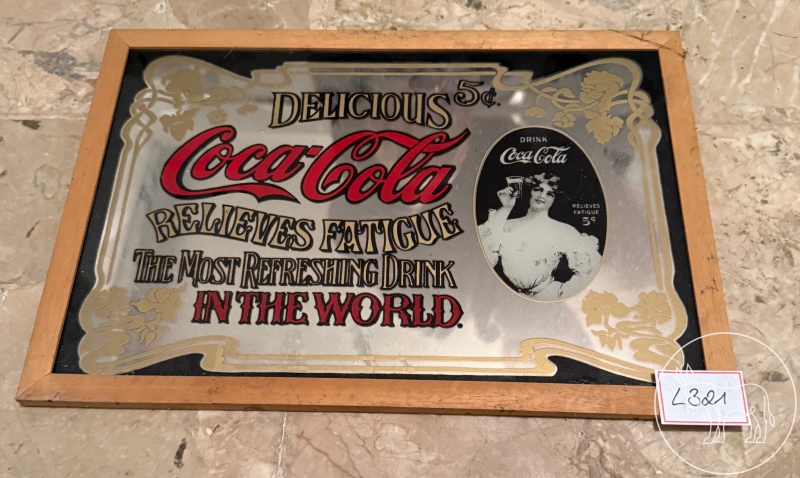 DELICIOUS 5¢.
Coca-Cola
RELIEVES FATIGUE
THE MOST REFRESHING DRINK
IN THE WORLD.
DRINK
Coca-Cola
RELIEVES
FATIGUE
5¢
L321